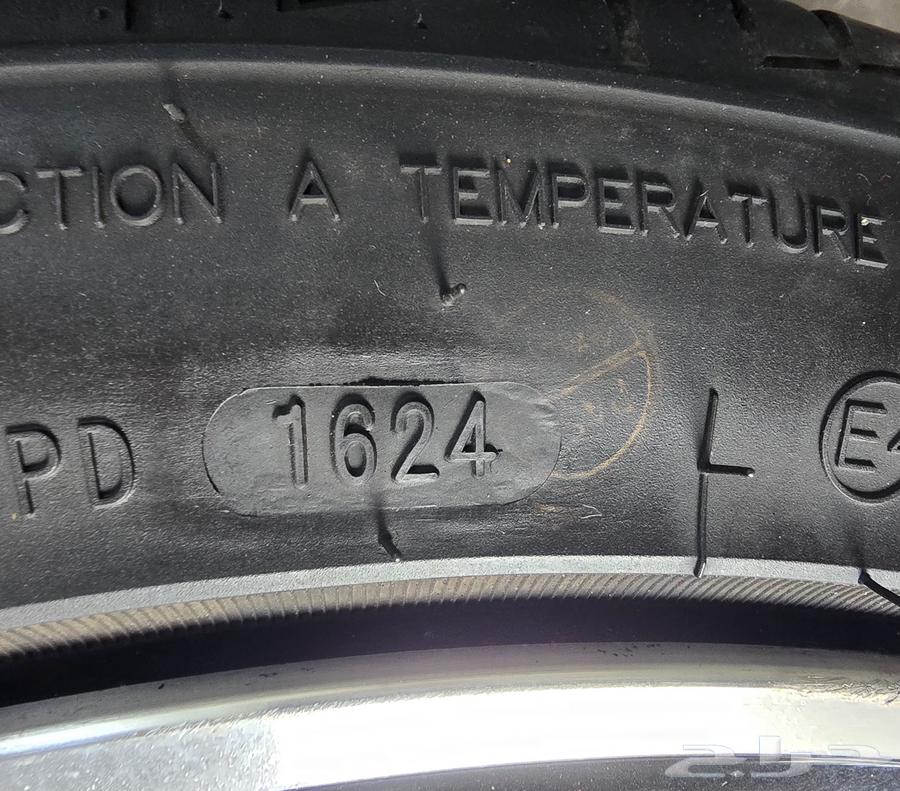 CTION A TEMPERATURE
PD 1624 L E4
حراج